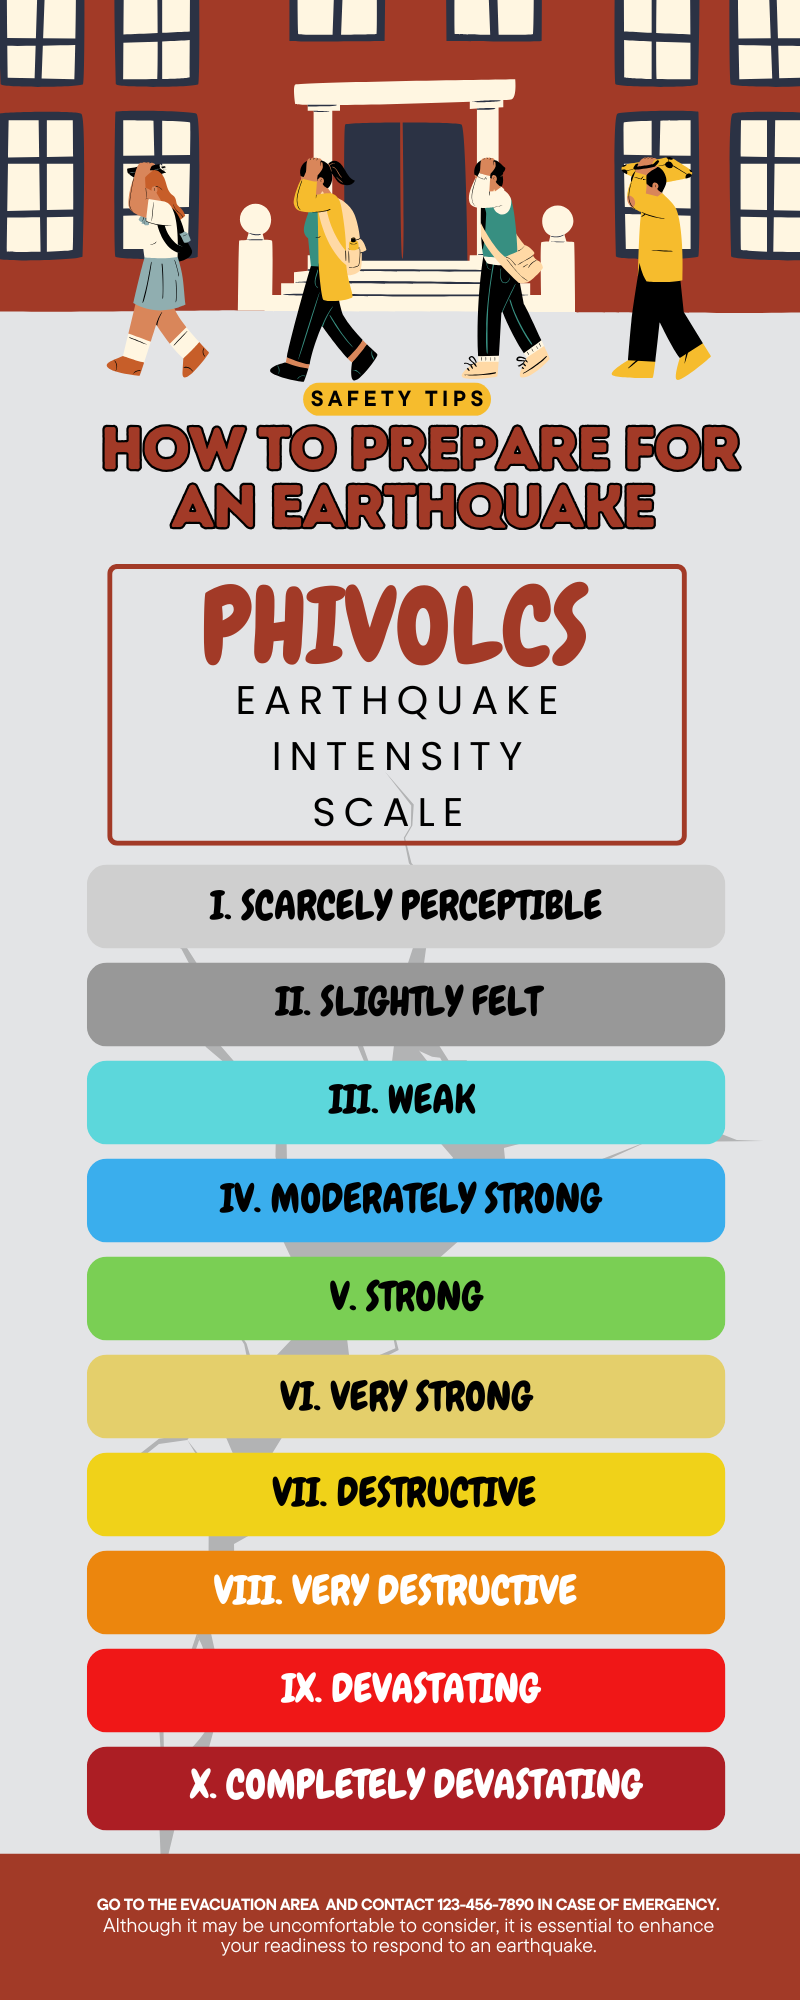 SAFETY TIPS
HOW TO PREPARE FOR
AN EARTHQUAKE
PHIVOLCS
EARTHQUAKE
INTENSITY
SCALE
I. SCARCELY PERCEPTIBLE
II. SLIGHTLY FELT
III. WEAK
IV. MODERATELY STRONG
V. STRONG
VI. VERY STRONG
VII. DESTRUCTIVE
VIII. VERY DESTRUCTIVE
IX. DEVASTATING
X. COMPLETELY DEVASTATING
GO TO THE EVACUATION AREA AND CONTACT 123-456-7890 IN CASE OF EMERGENCY.
Although it may be uncomfortable to consider, it is essential to enhance
your readiness to respond to an earthquake.